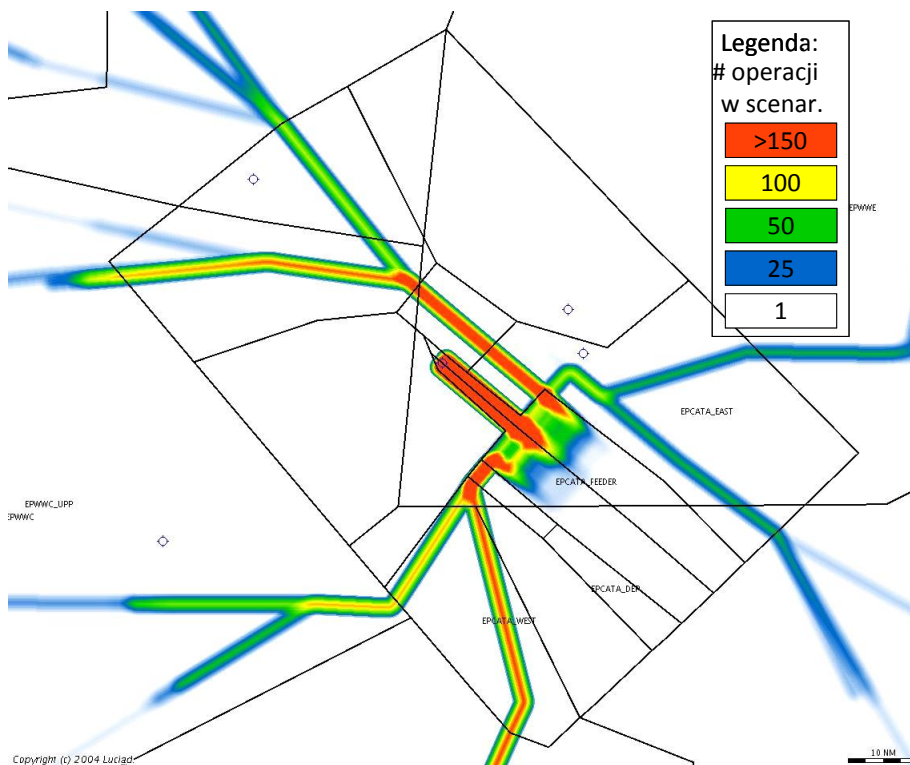 Legenda:
# operacji
w scenar.
>150
100
50
25
1
EPWWE
EPCATA_EAST
EPCATA_FEEDER
EPWWC_UPP
EPWWC
EPCATA_DEP
EPCATA_WEST
Copyright (c) 2004 Luciad.
10 NM